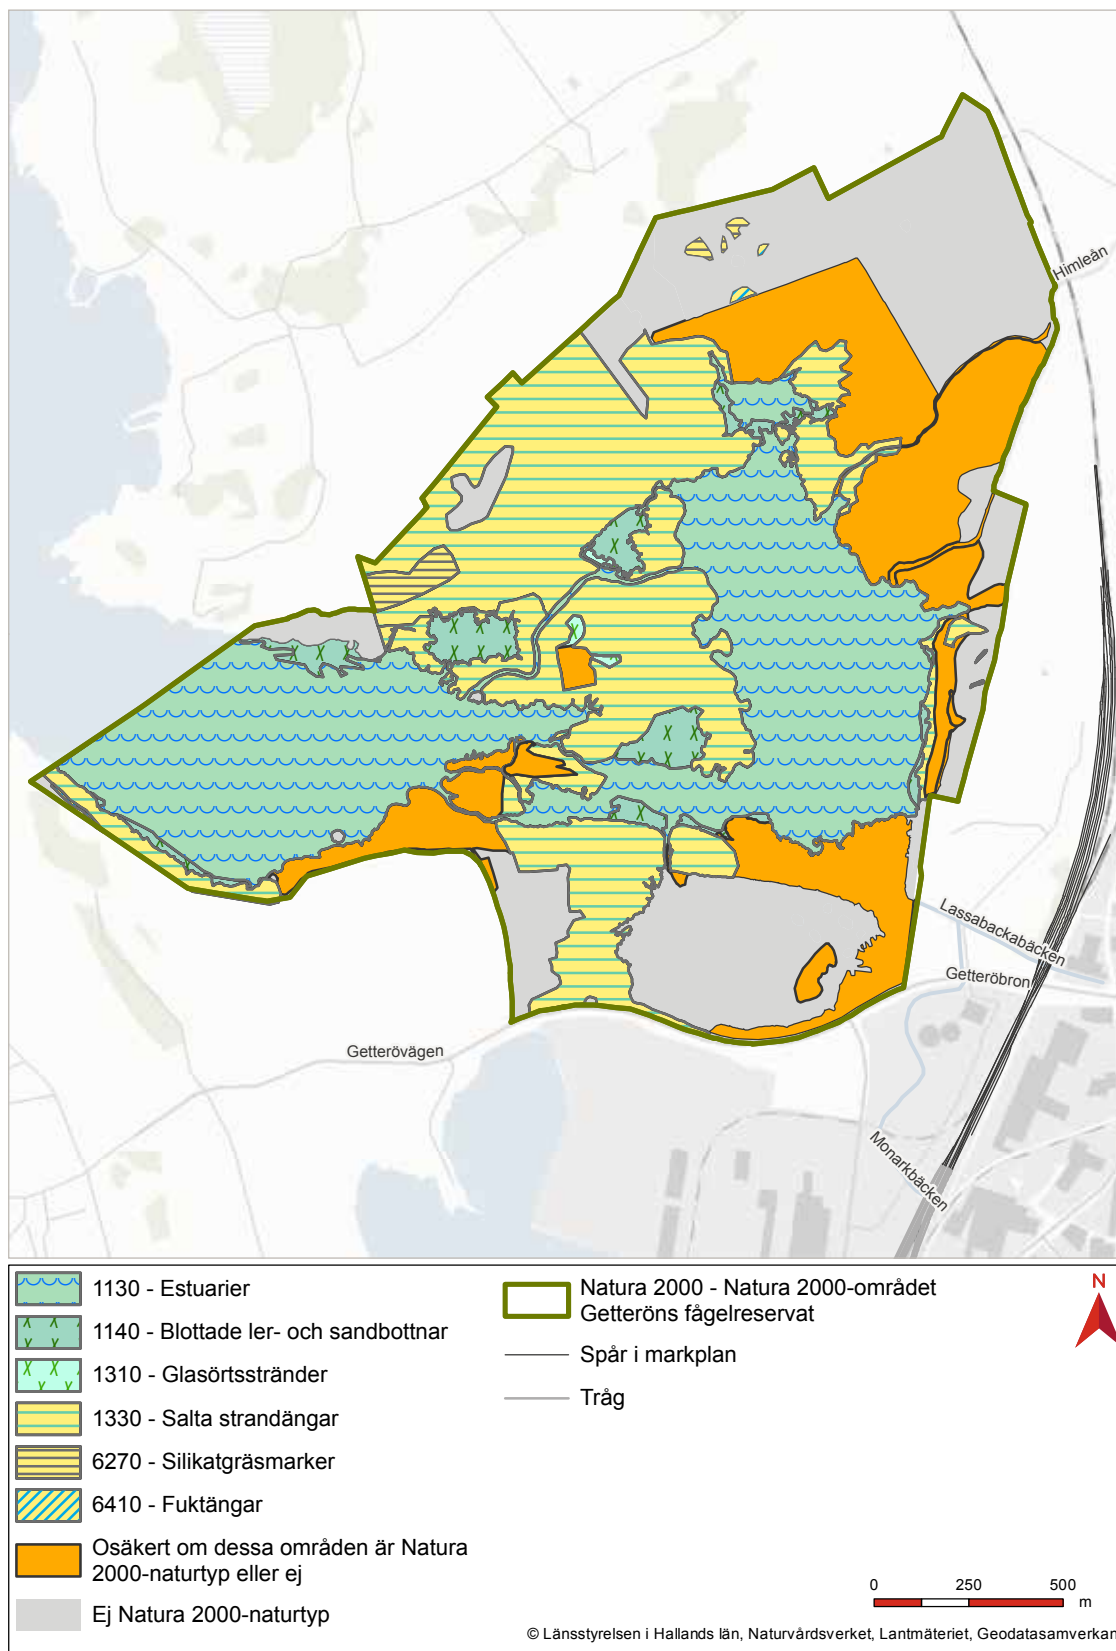 Himleån
Lassabackabäcken
Getteröbron
Getterövägen
Monarkbäcken
1130 - Estuarier
1140 - Blottade ler- och sandbottnar
1310 - Glasörtsstränder
1330 - Salta strandängar
6270 - Silikatgräsmarker
6410 - Fuktängar
Osäkert om dessa områden är Natura
2000-naturtyp eller ej
Ej Natura 2000-naturtyp
Natura 2000 - Natura 2000-området
Getteröns fågelreservat
Spår i markplan
Tråg
N
0 250 500
m
© Länsstyrelsen i Hallands län, Naturvårdsverket, Lantmäteriet, Geodatasamverkan